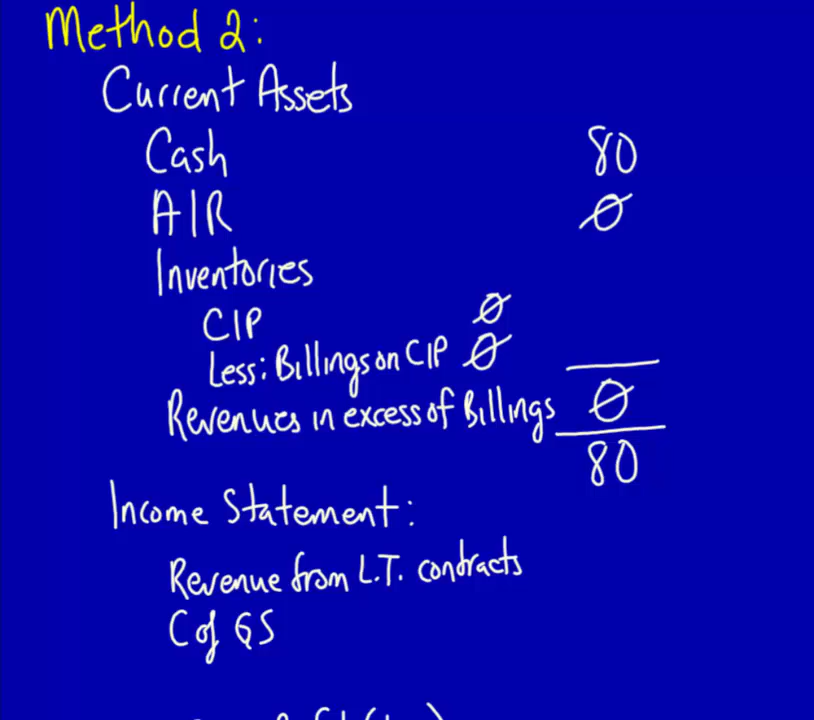 Method 2:
Current Assets
Cash 80
A/R Ø
Inventories
CIP Ø
Less: Billings on CIP Ø
Revenues in excess of Billings Ø
80
Income Statement:
Revenue from L.T. contracts
C of GS